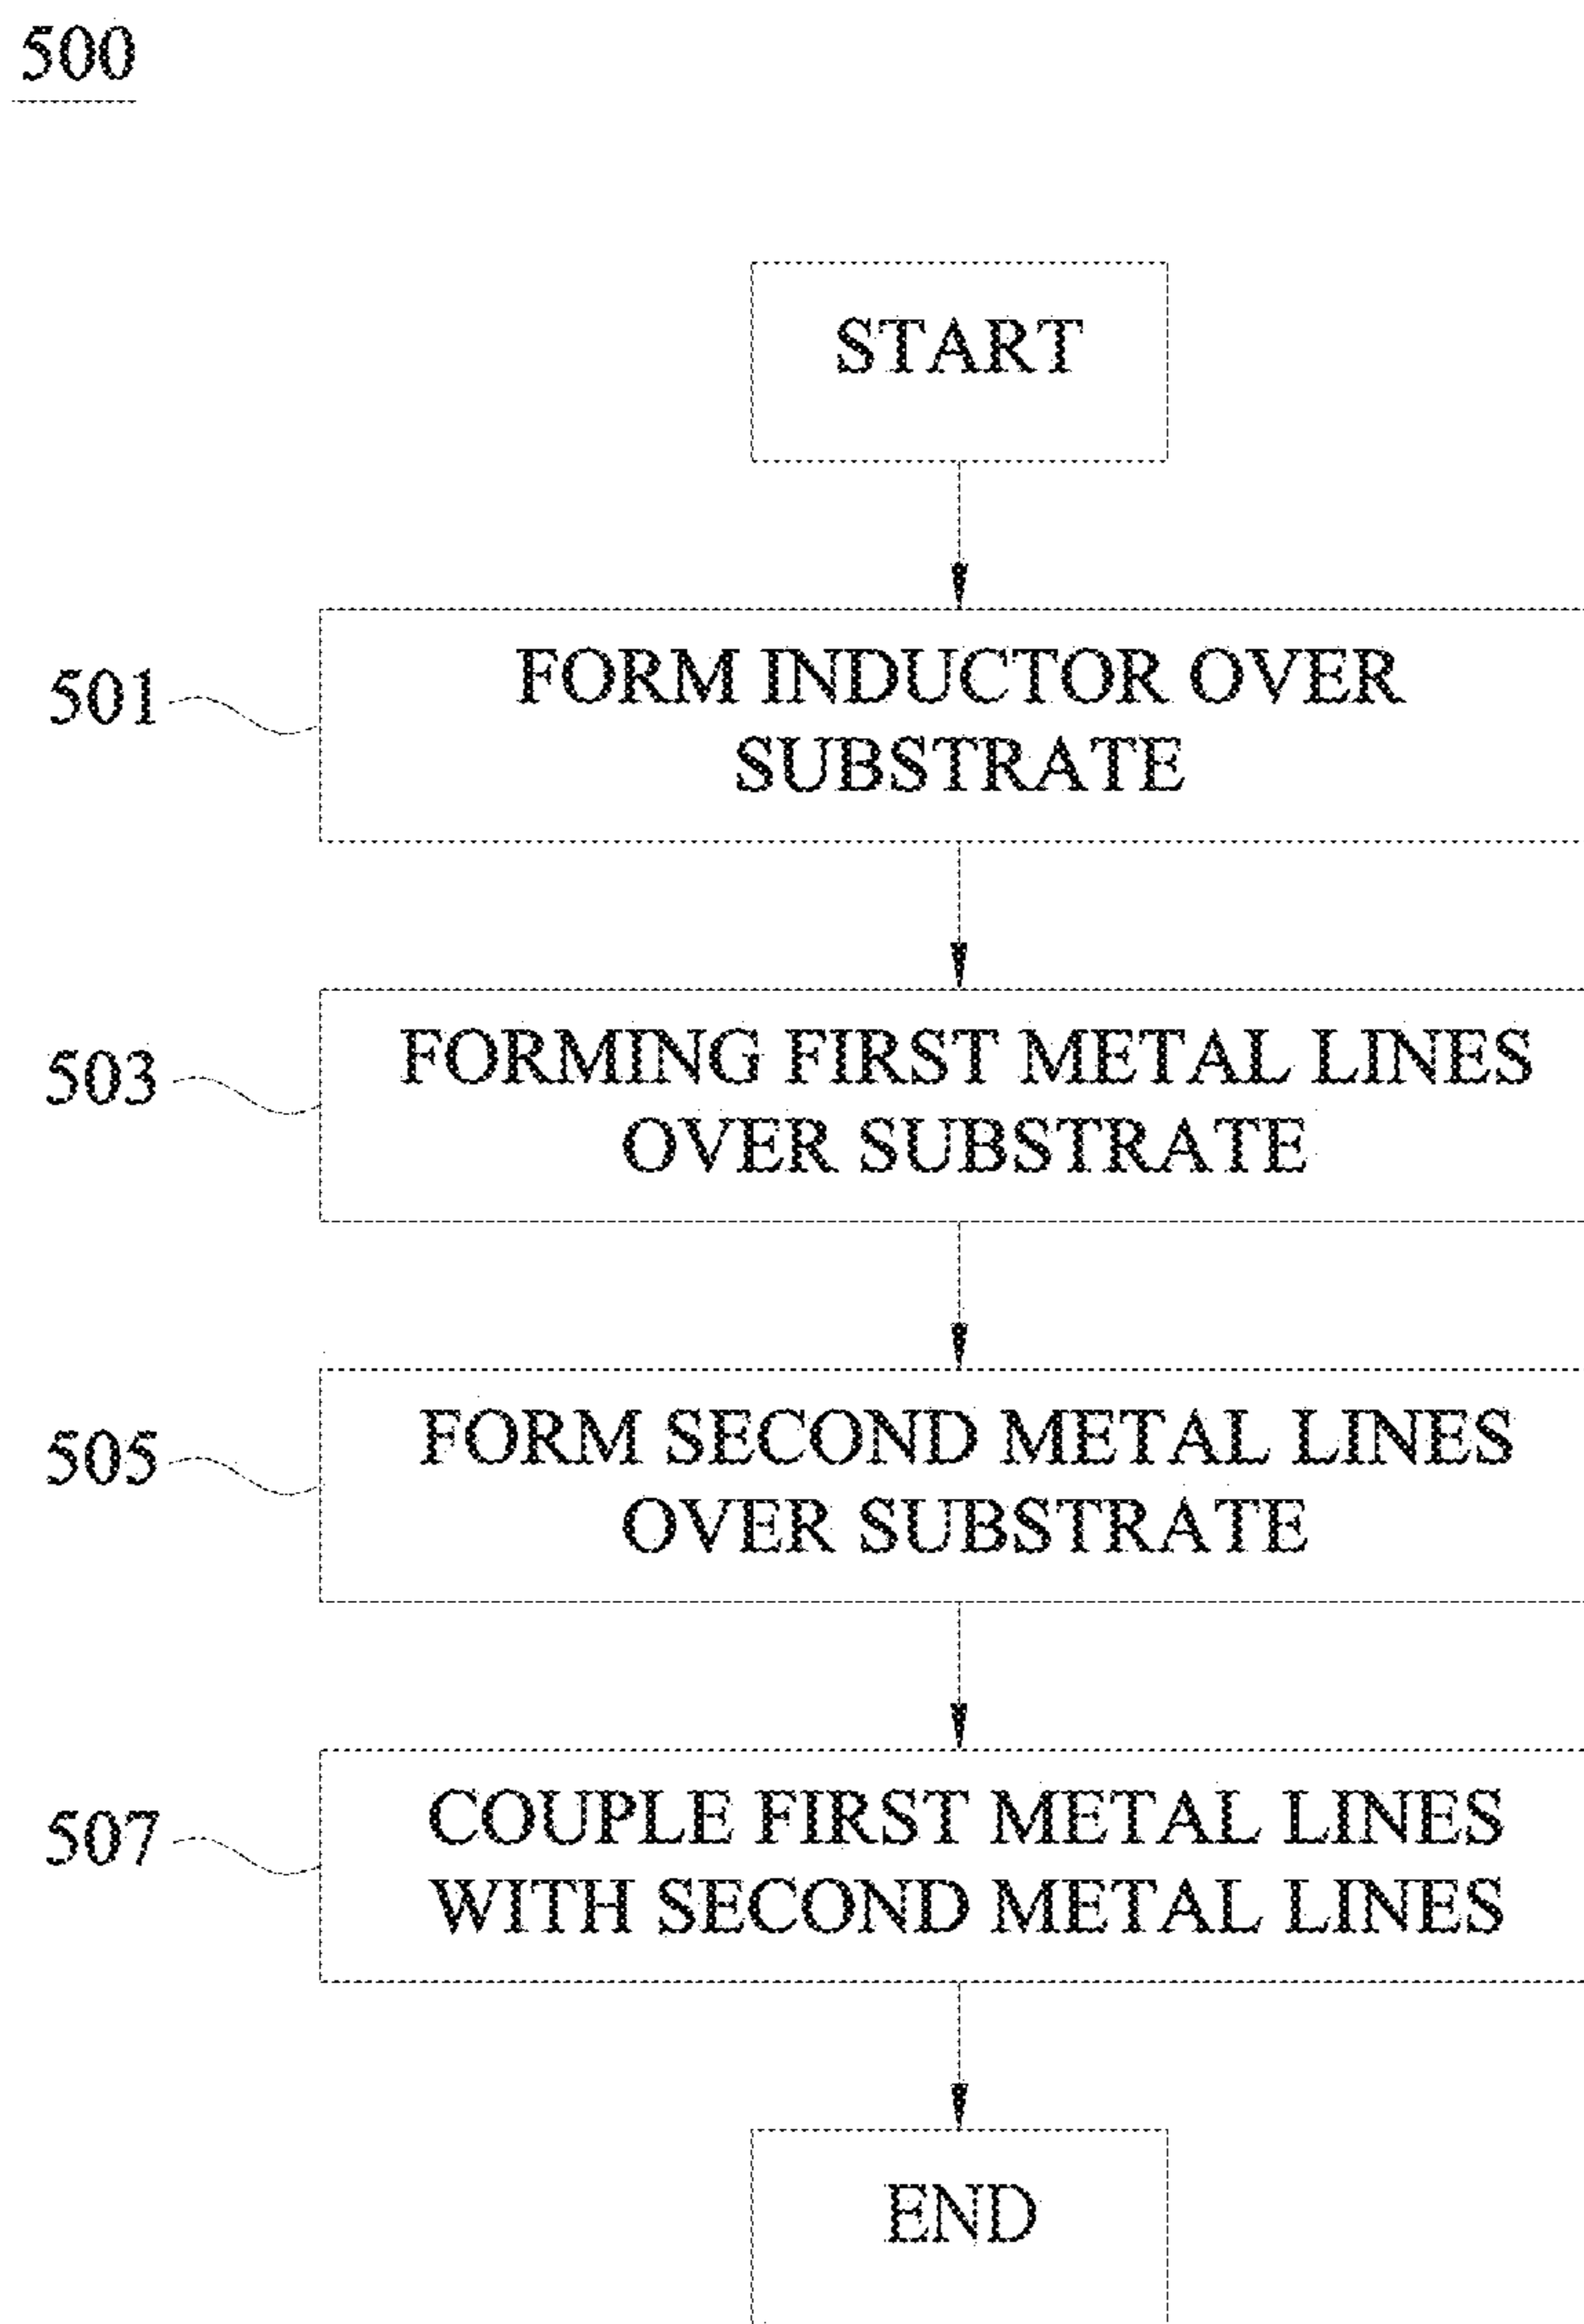 500
START
501
FORM INDUCTOR OVER
SUBSTRATE
503
FORMING FIRST METAL LINES
OVER SUBSTRATE
505
FORM SECOND METAL LINES
OVER SUBSTRATE
507
COUPLE FIRST METAL LINES
WITH SECOND METAL LINES
END